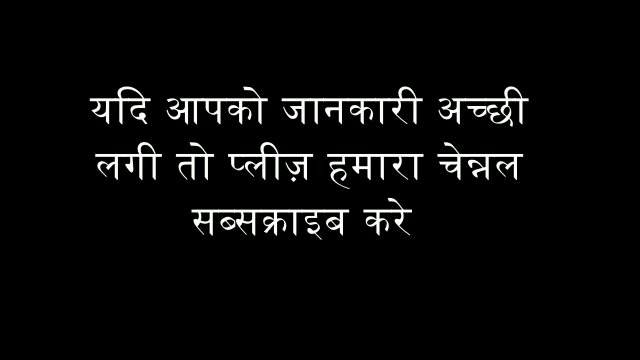 यदि आपको जानकारी अच्छी
लगी तो प्लीज़ हमारा चेन्नल
सब्सक्राइब करे